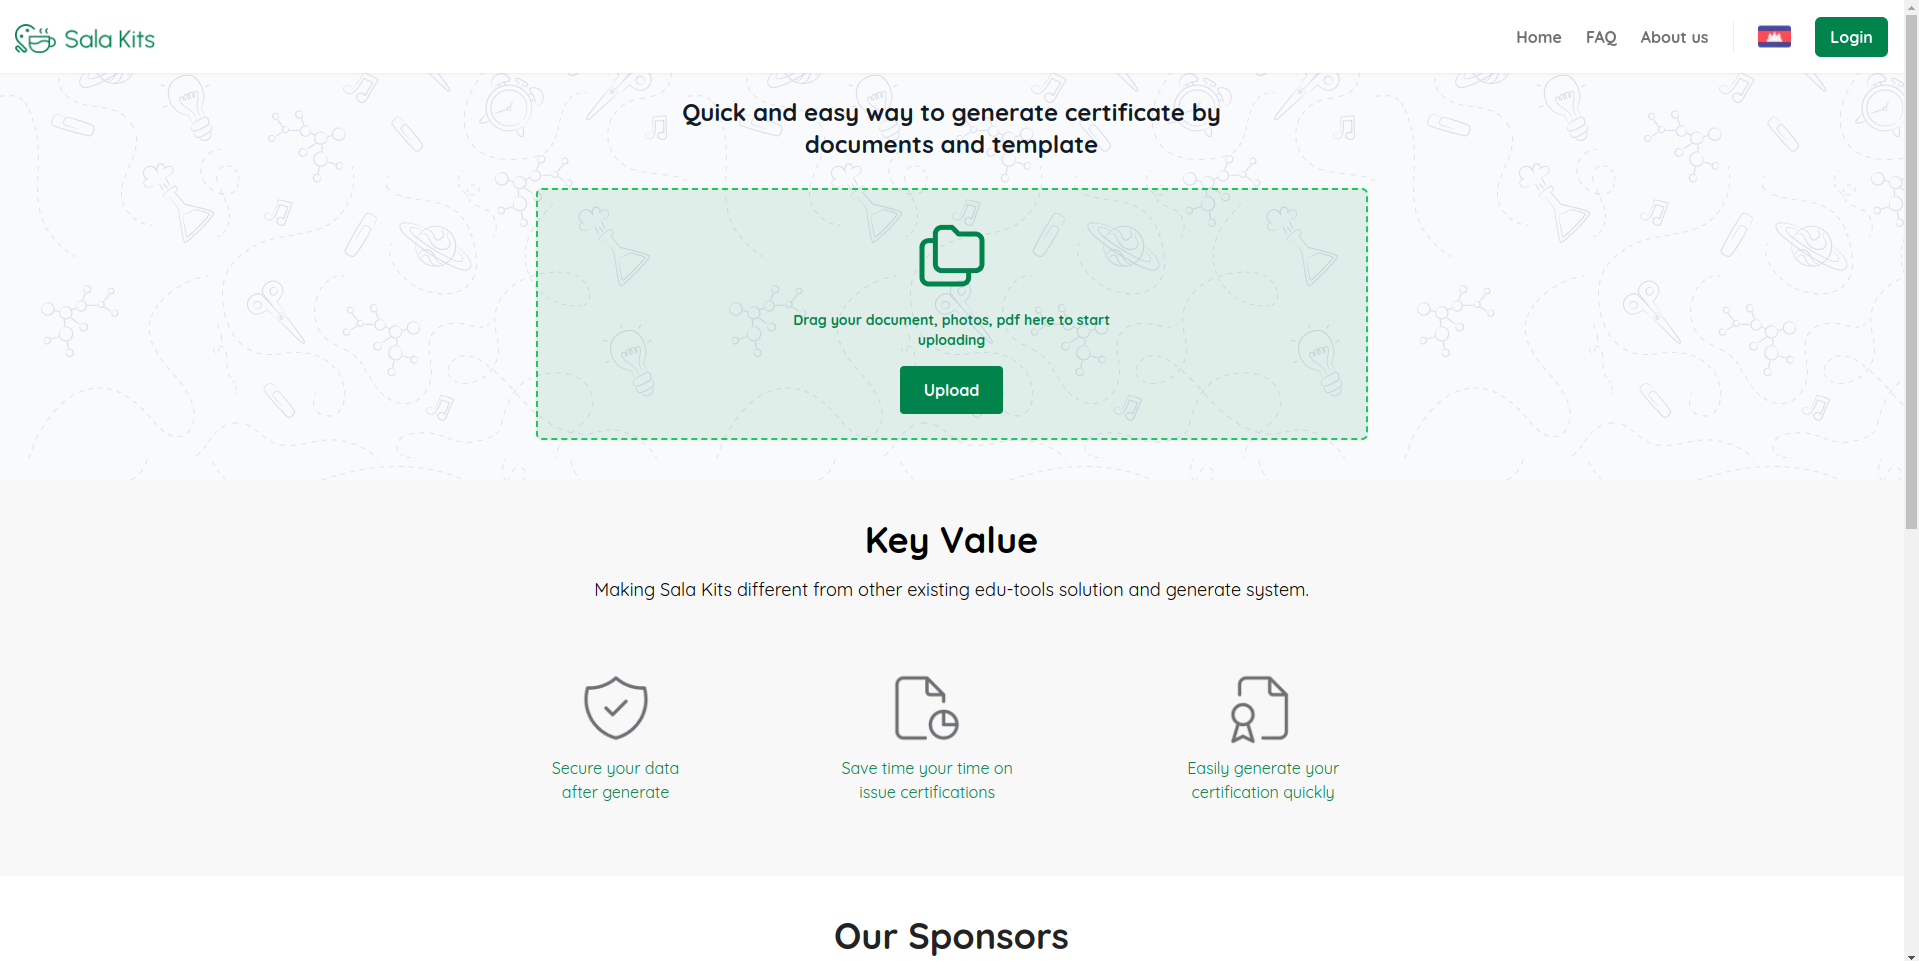 Sala Kits
Home
FAQ
About us
Login
Quick and easy way to generate certificate by
documents and template
Drag your document, photos, pdf here to start
uploading
Upload
Key Value
Making Sala Kits different from other existing edu-tools solution and generate system.
Secure your data
after generate
Save time your time on
issue certifications
Easily generate your
certification quickly
Our Sponsors